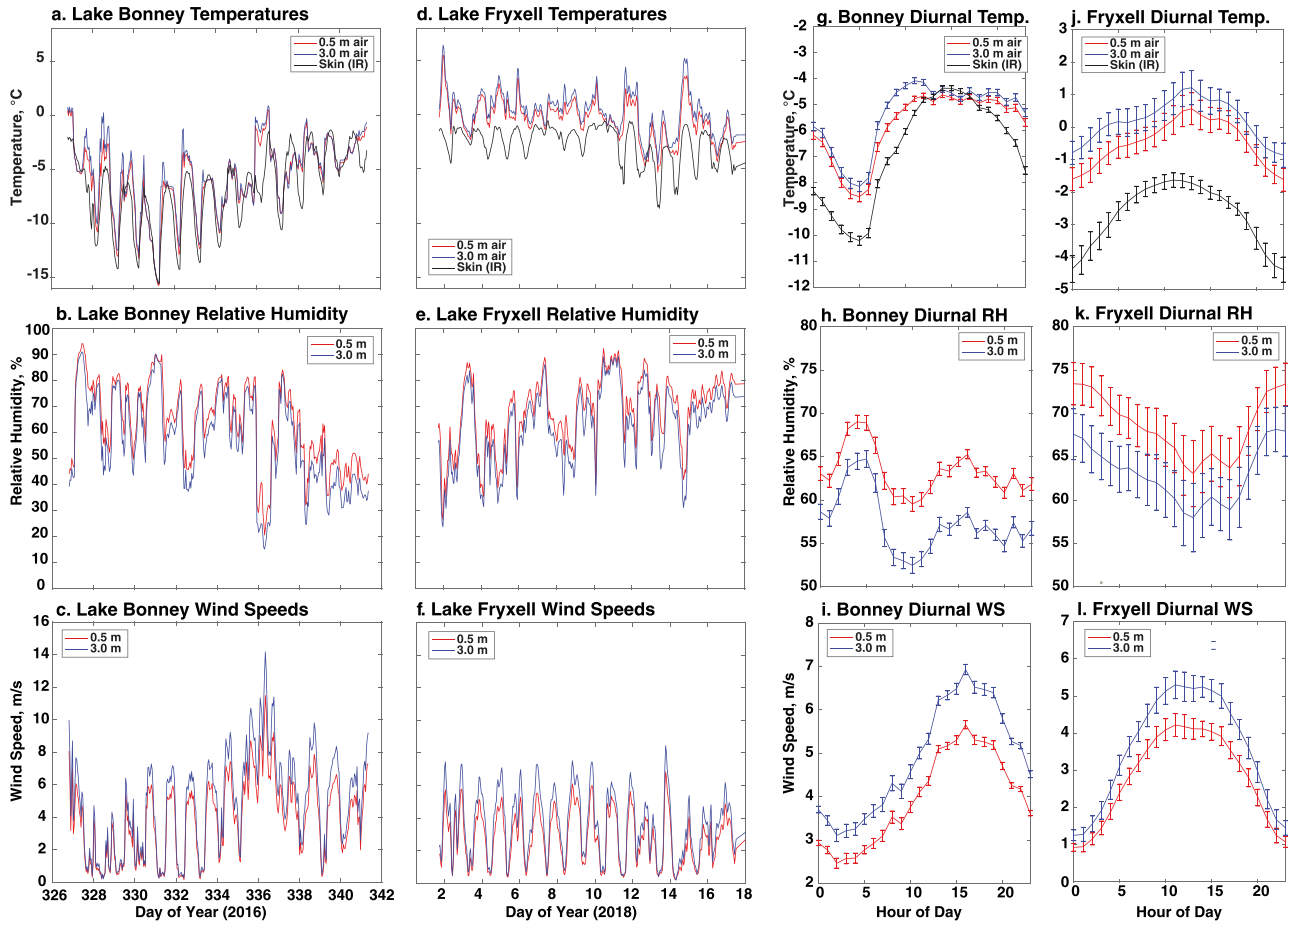 a. Lake Bonney Temperatures
5
0
-5
-10
-15
Temperature, °C
0.5 m air
3.0 m air
Skin (IR)
d. Lake Fryxell Temperatures
0.5 m air
3.0 m air
Skin (IR)
g. Bonney Diurnal Temp.
-2
-3
-4
-5
-6
-7
-8
-9
-10
-11
-12
Temperature, °C
0.5 m air
3.0 m air
Skin (IR)
j. Fryxell Diurnal Temp.
3
2
1
0
-1
-2
-3
-4
-5
0.5 m air
3.0 m air
Skin (IR)
b. Lake Bonney Relative Humidity
100
90
80
70
60
50
40
30
20
10
0
Relative Humidity, %
0.5 m
3.0 m
e. Lake Fryxell Relative Humidity
0.5 m
3.0 m
h. Bonney Diurnal RH
80
75
70
65
60
55
50
Relative Humidity, %
0.5 m
3.0 m
k. Fryxell Diurnal RH
80
75
70
65
60
55
50
0.5 m
3.0 m
c. Lake Bonney Wind Speeds
16
14
12
10
8
6
4
2
0
Wind Speed, m/s
0.5 m
3.0 m
326 328 330 332 334 336 338 340 342
Day of Year (2016)
f. Lake Fryxell Wind Speeds
0.5 m
3.0 m
2 4 6 8 10 12 14 16 18
Day of Year (2018)
i. Bonney Diurnal WS
8
7
6
5
4
3
2
Wind Speed, m/s
0.5 m
3.0 m
0 5 10 15 20
Hour of Day
l. Frxyell Diurnal WS
7
6
5
4
3
2
1
0
0.5 m
3.0 m
0 5 10 15 20
Hour of Day